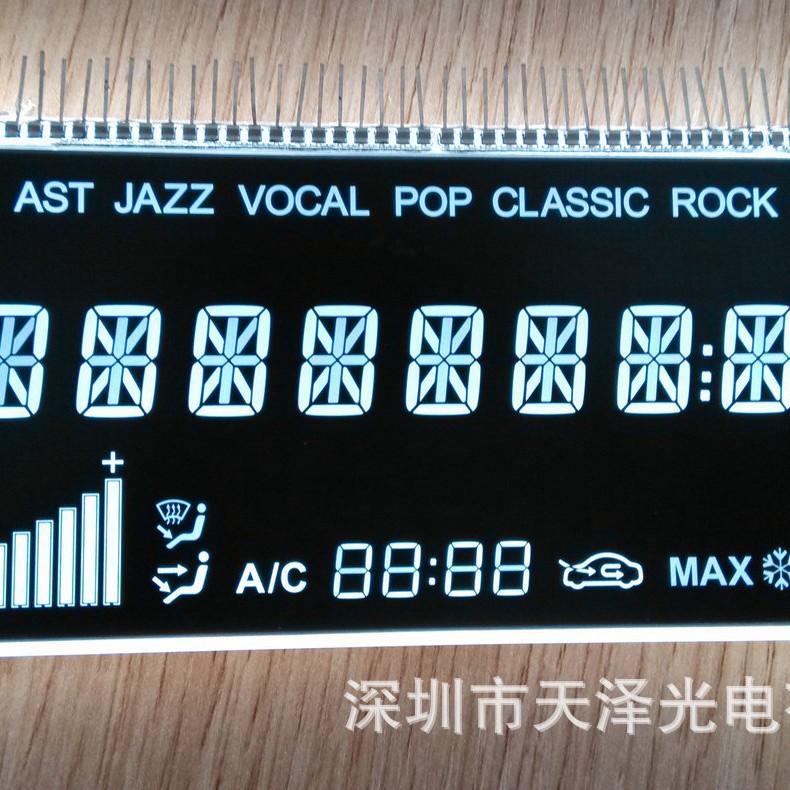 AST JAZZ VOCAL POP CLASSIC ROCK
+
A/C 88:88 MAX
深圳市天泽光电